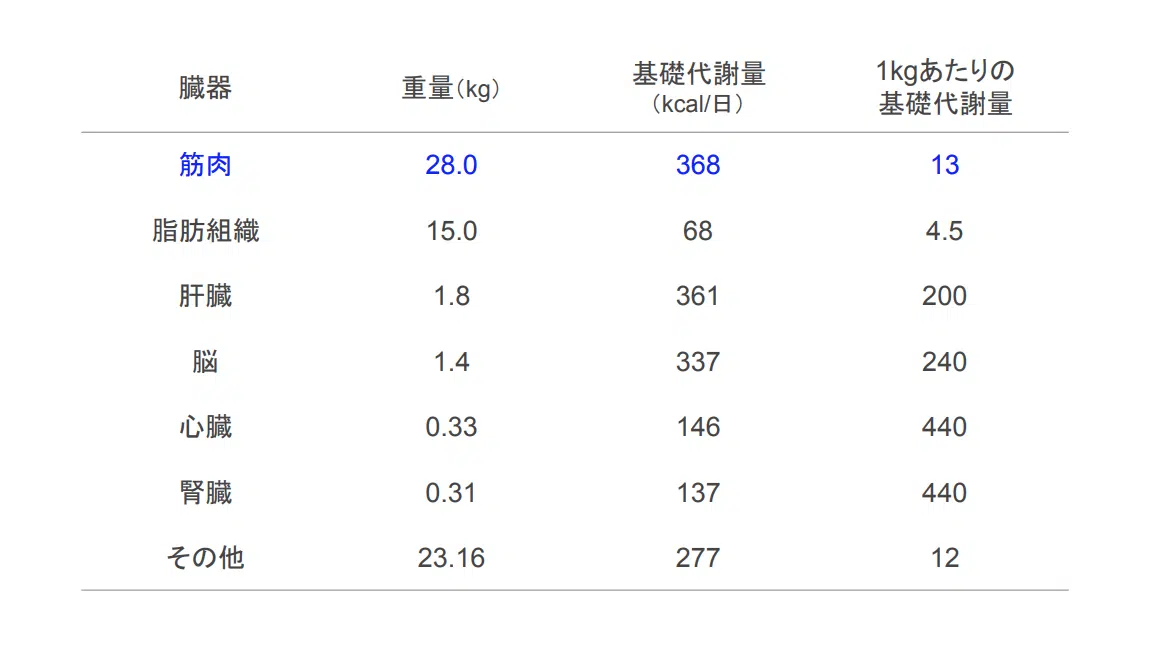 臓器 重量（kg） 基礎代謝量 1kgあたりの
（kcal/日） 基礎代謝量
筋肉 28.0 368 13
脂肪組織 15.0 68 4.5
肝臓 1.8 361 200
脳 1.4 337 240
心臓 0.33 146 440
腎臓 0.31 137 440
その他 23.16 277 12